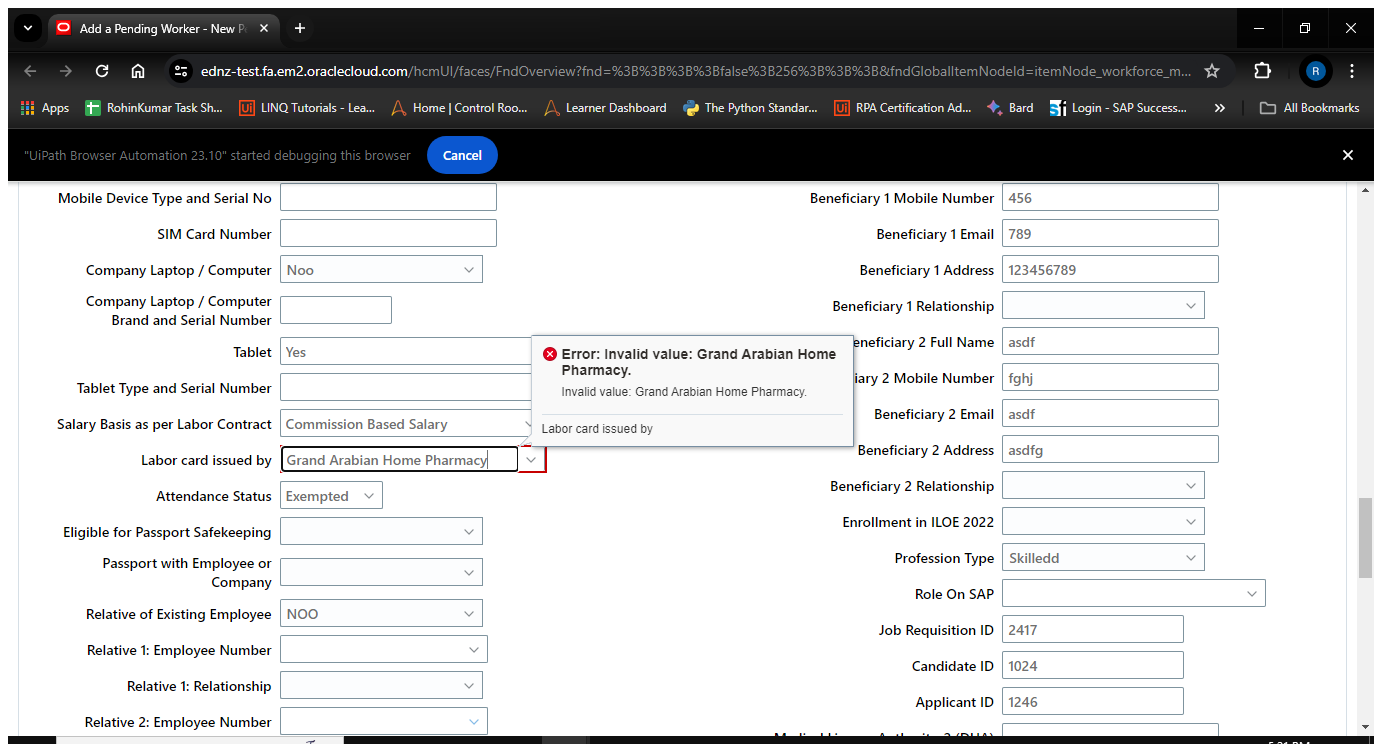 Add a Pending Worker - New Pe
ednz-test.fa.em2.oraclecloud.com/hcmUI/faces/FndOverview?fnd=%3B%3B%3B%3Bfalse%3B256%3B%3B%3B&fndGlobalItemNodeId=itemNode_workforce_m...
R
Apps
RohinKumar Task Sh...
LINQ Tutorials - Lea...
Home | Control Roo...
Learner Dashboard
The Python Standar...
RPA Certification Ad...
Bard
Login - SAP Success...
All Bookmarks
"UiPath Browser Automation 23.10" started debugging this browser
Cancel
Mobile Device Type and Serial No
SIM Card Number
Company Laptop / Computer Noo
Company Laptop / Computer
Brand and Serial Number
Tablet Yes
Tablet Type and Serial Number
Salary Basis as per Labor Contract Commission Based Salary
Labor card issued by Grand Arabian Home Pharmacy
Attendance Status Exempted
Eligible for Passport Safekeeping
Passport with Employee or
Company
Relative of Existing Employee NOO
Relative 1: Employee Number
Relative 1: Relationship
Relative 2: Employee Number
Error: Invalid value: Grand Arabian Home
Pharmacy.
Invalid value: Grand Arabian Home Pharmacy.
Labor card issued by
Beneficiary 1 Mobile Number 456
Beneficiary 1 Email 789
Beneficiary 1 Address 123456789
Beneficiary 1 Relationship
eneficiary 2 Full Name asdf
iary 2 Mobile Number fghj
Beneficiary 2 Email asdf
Beneficiary 2 Address asdfg
Beneficiary 2 Relationship
Enrollment in ILOE 2022
Profession Type Skilledd
Role On SAP
Job Requisition ID 2417
Candidate ID 1024
Applicant ID 1246